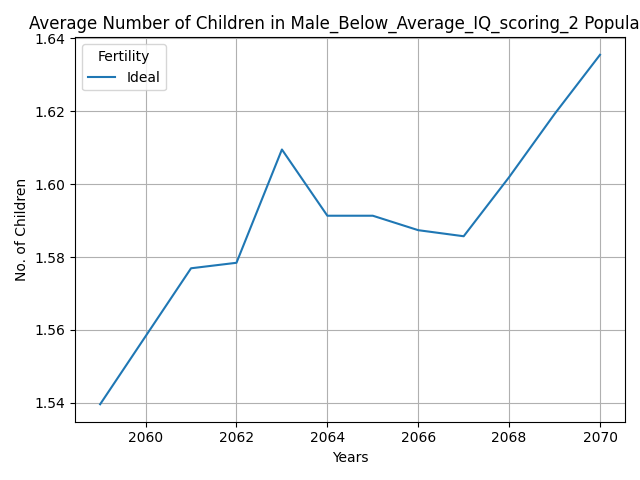 Average Number of Children in Male_Below_Average_IQ_scoring_2 Popula
Fertility
Ideal
No. of Children
1.64
1.62
1.60
1.58
1.56
1.54
2060 2062 2064 2066 2068 2070
Years